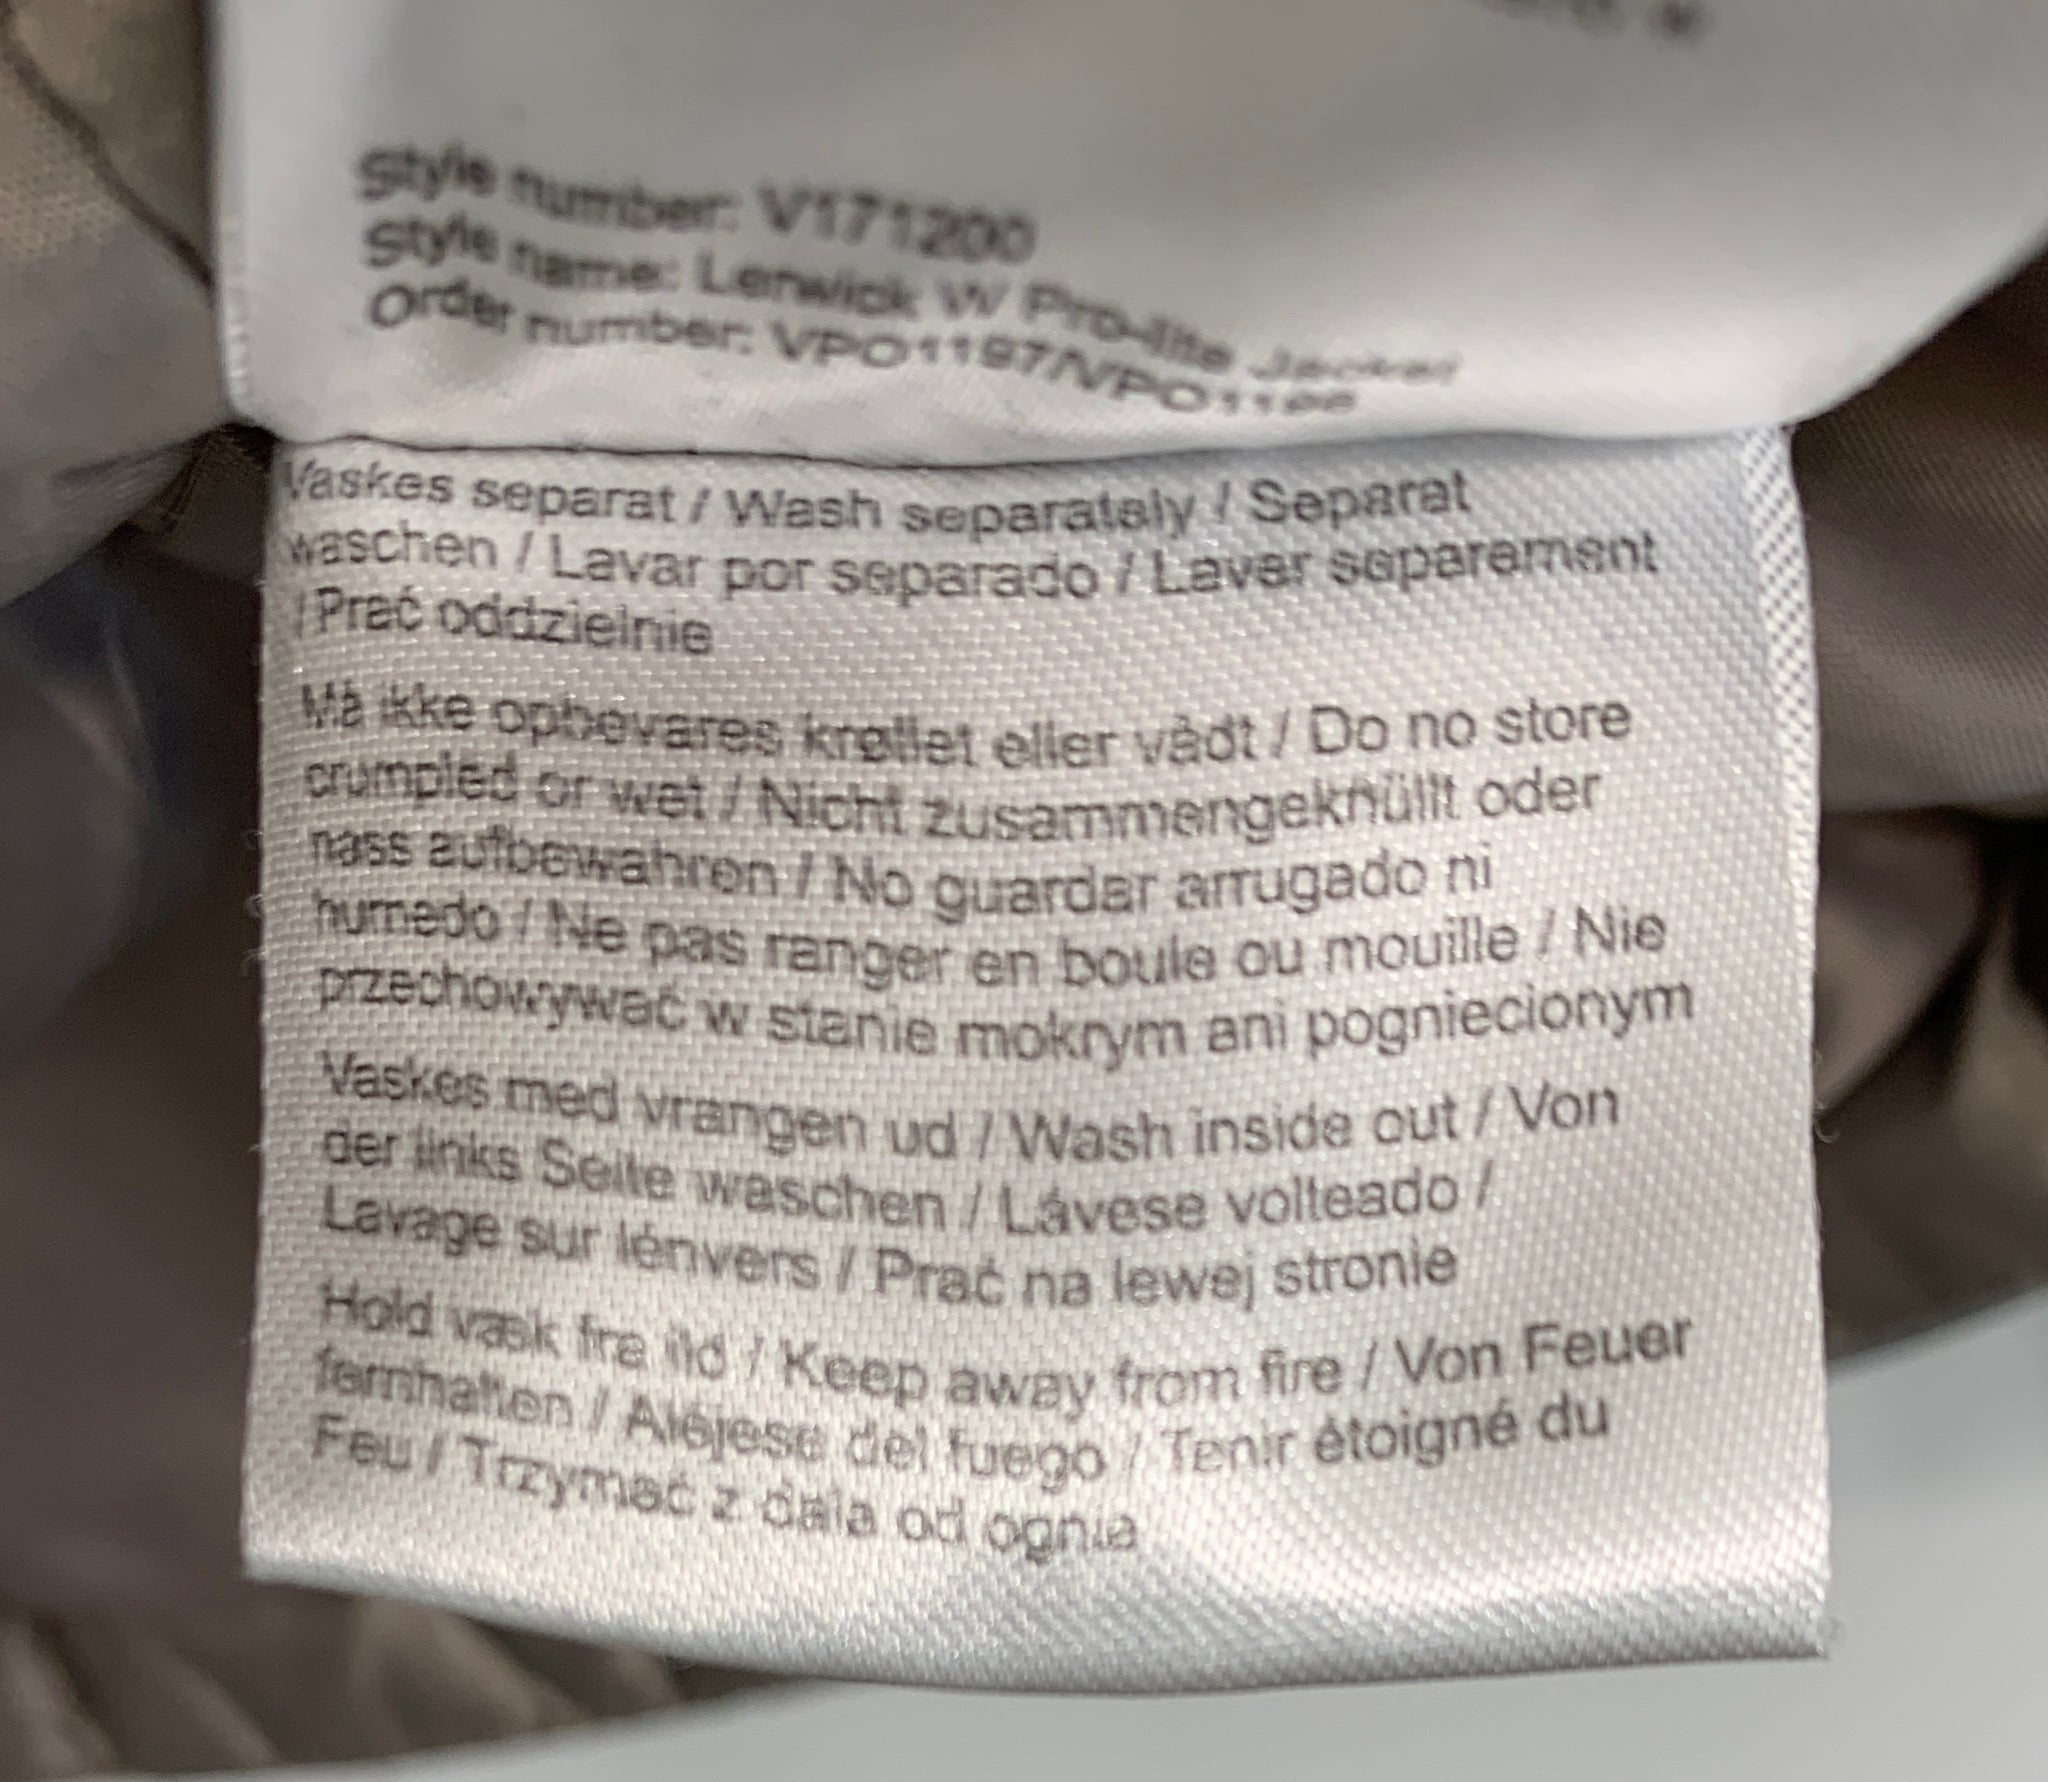 Style number: V171200
Style name: Lerwick W Pro-lite Jacket
Order number: VPO1197/VPO1198
Vaskes separat / Wash separately / Separat
waschen / Lavar por separado / Laver separement
/ Prać oddzielnie
Må ikke opbevares krøllet eller vådt / Do no store
crumpled or wet / Nicht zusammengeknüllt oder
nass aufbewahren / No guardar arrugado ni
humedo / Ne pas ranger en boule ou mouille / Nie
przechowywać w stanie mokrym ani pogniecionym
Vaskes med vrangen ud / Wash inside out / Von
der links Seite waschen / Lávese volteado /
Lavage sur lénvers / Prać na lewej stronie
Hold væsk fra ild / Keep away from fire / Von Feuer
fernhalten / Aléjese del fuego / Tenir étoigné du
Feu / Trzymać z dala od ognia